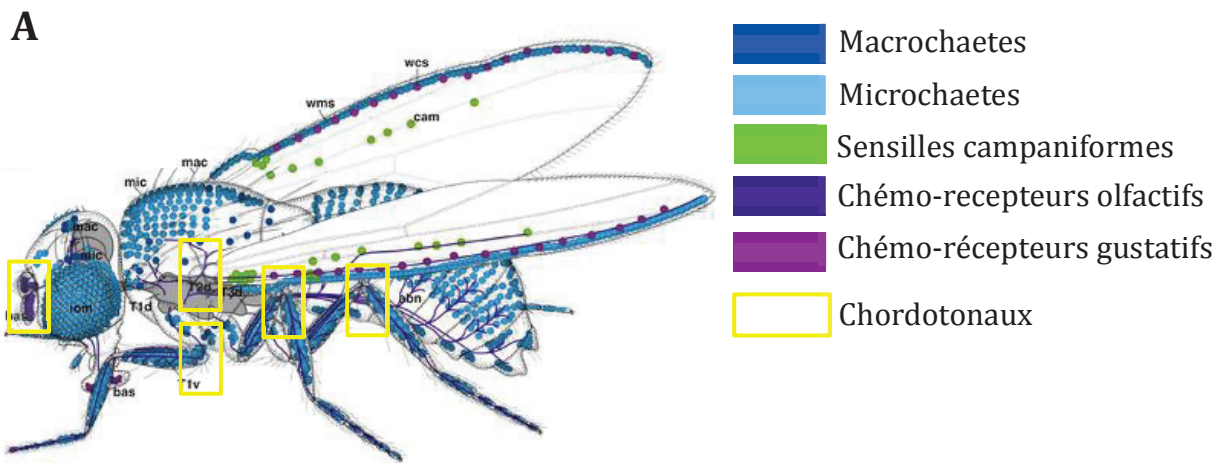 A
wcs
wms
cam
mac
mic
mac
mic
iom
bas
T1d
T2d
T3d
abn
T1v
bas
Macrochaetes
Microchaetes
Sensilles campaniformes
Chémo-recepteurs olfactifs
Chémo-récepteurs gustatifs
Chordotonaux